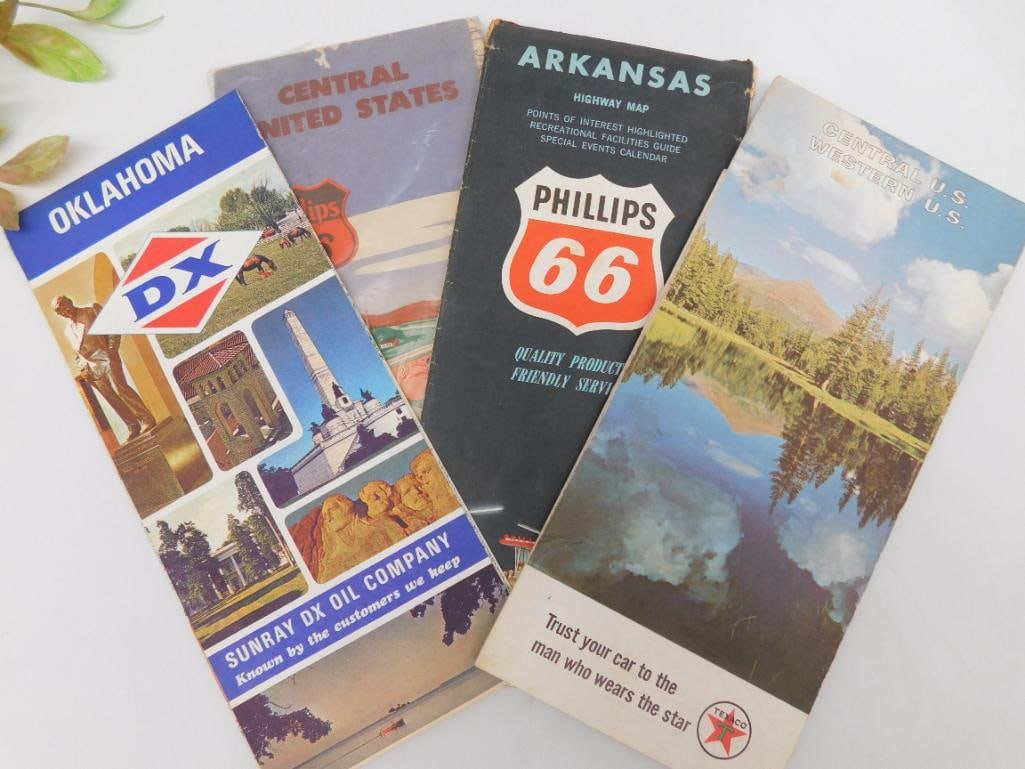 OKLAHOMA
DX
SUNRAY DX OIL COMPANY
Known by the customers we keep
CENTRAL
NITED STATES
lips
ARKANSAS
HIGHWAY MAP
POINTS OF INTEREST HIGHLIGHTED
RECREATIONAL FACILITIES GUIDE
SPECIAL EVENTS CALENDAR
PHILLIPS
66
QUALITY PRODUCT
FRIENDLY SERVI
CENTRAL U.S.
WESTERN U.S.
Trust your car to the
man who wears the star
TEXACO
T